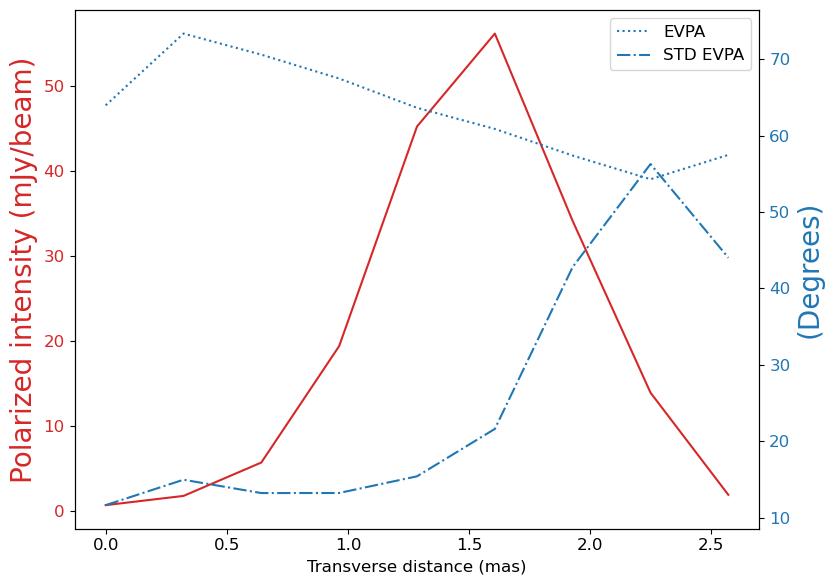 Polarized intensity (mJy/beam)
50
40
30
20
10
0
EVPA
STD EVPA
70
60
50
40
30
20
10
(Degrees)
0.0 0.5 1.0 1.5 2.0 2.5
Transverse distance (mas)